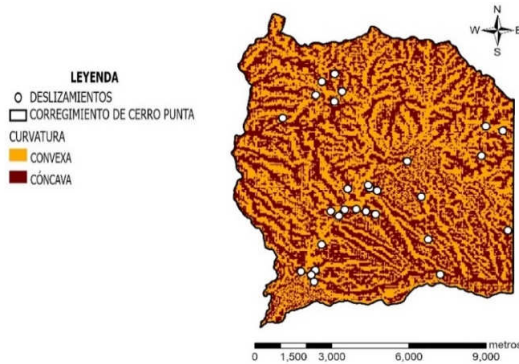 N
W E
S
LEYENDA
DESLIZAMIENTOS
CORREGIMIENTO DE CERRO PUNTA
CURVATURA
CONVEXA
CÓNCAVA
metros
0 1,500 3,000 6,000 9,000